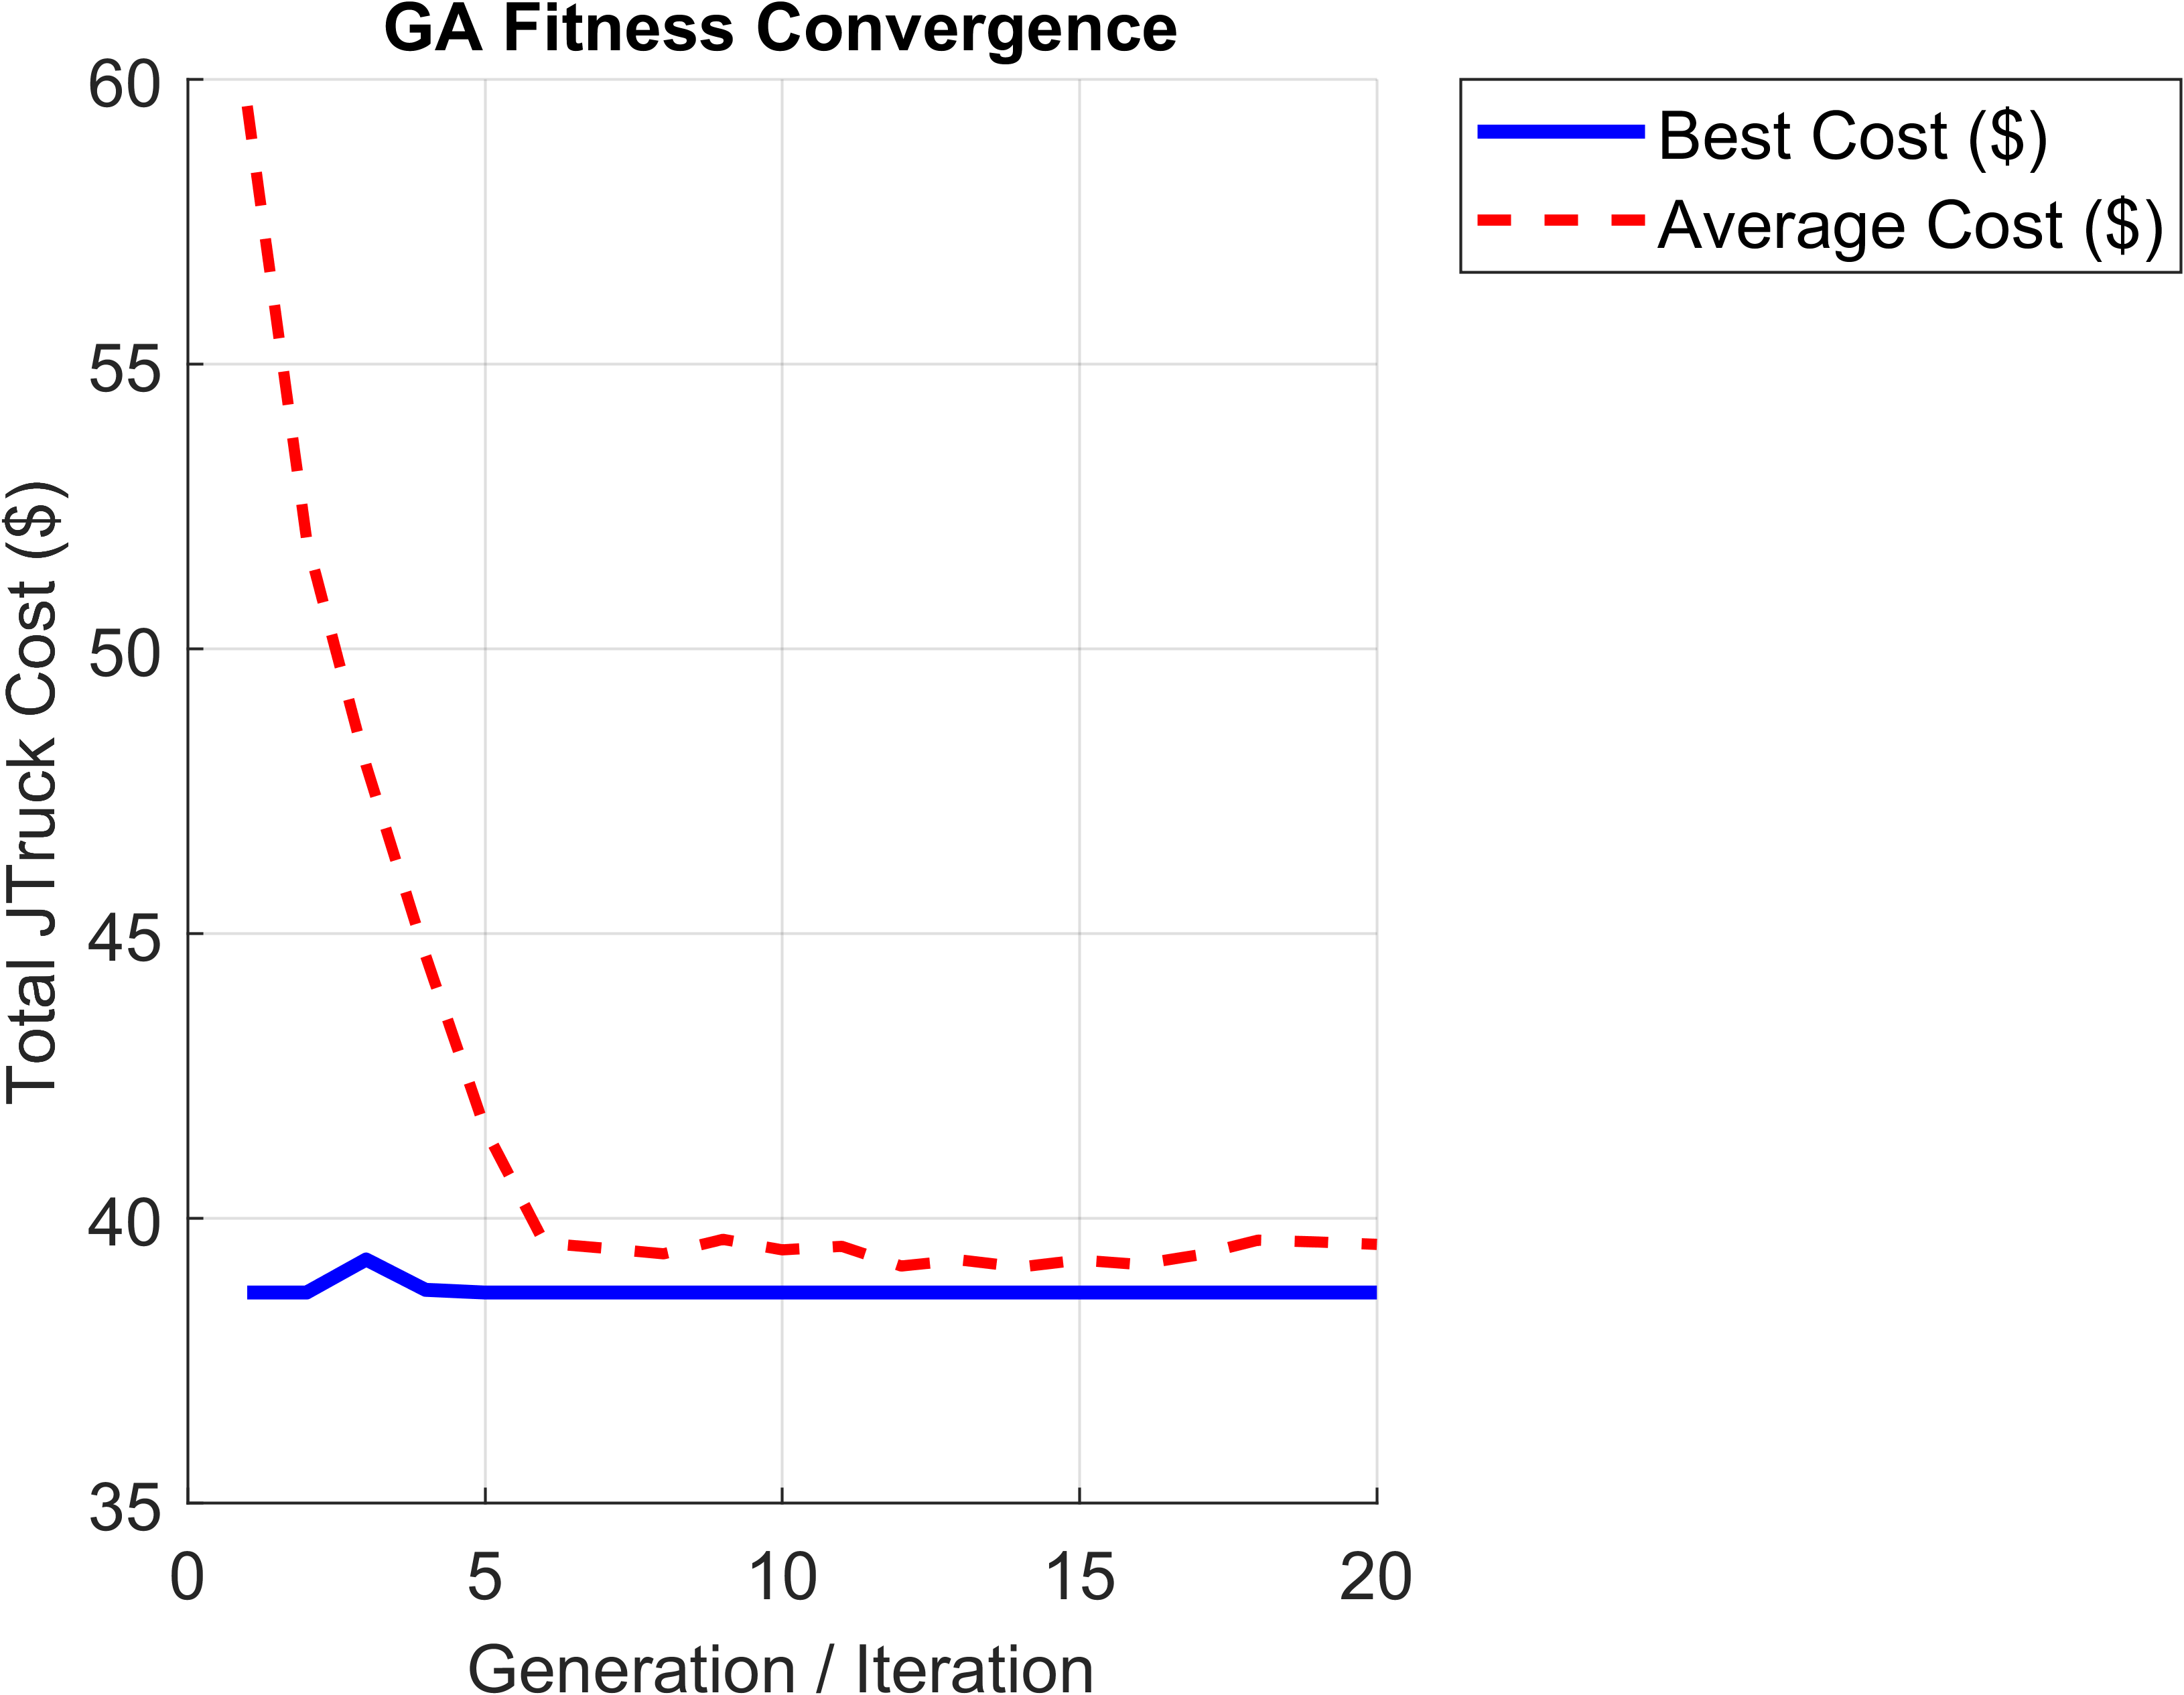 GA Fitness Convergence
Best Cost ($)
Average Cost ($)
Total JTruck Cost ($)
60
55
50
45
40
35
0 5 10 15 20
Generation / Iteration